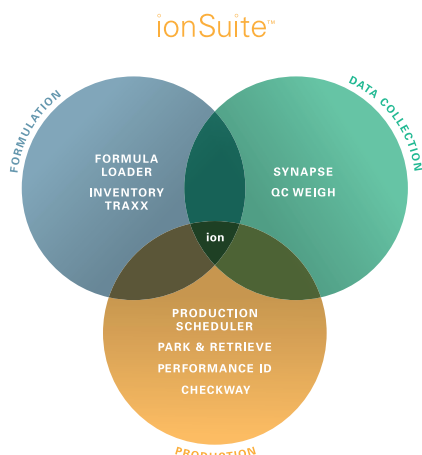 ionSuite™
FORMULATION
DATA COLLECTION
FORMULA
LOADER
INVENTORY
TRAXX
SYNAPSE
QC WEIGH
ion
PRODUCTION
SCHEDULER
PARK & RETRIEVE
PERFORMANCE ID
CHECKWAY
PRODUCTION